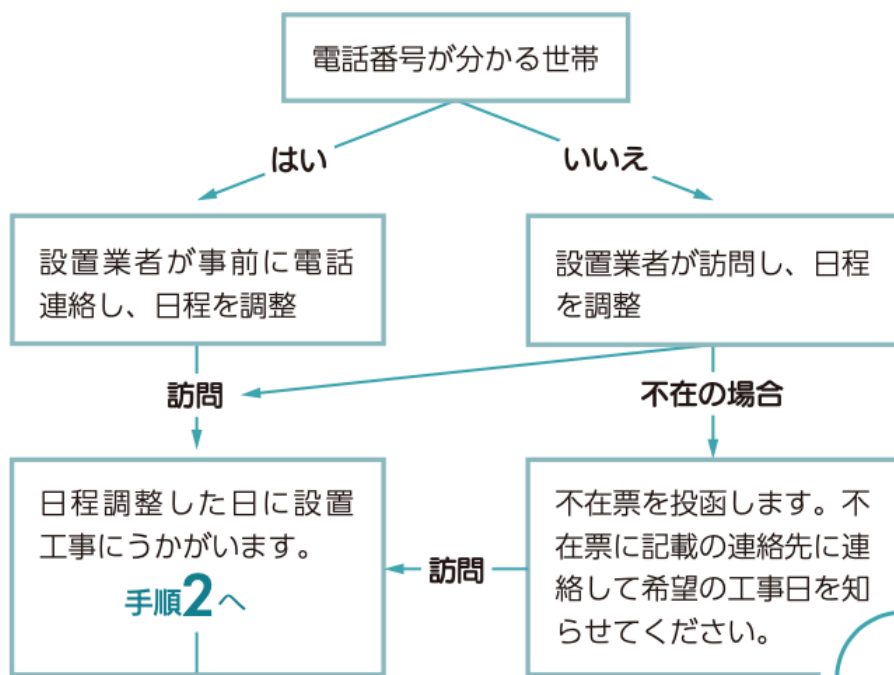 電話番号が分かる世帯
はい
いいえ
設置業者が事前に電話
連絡し、日程を調整
設置業者が訪問し、日程
を調整
訪問
不在の場合
日程調整した日に設置
工事にうかがいます。
手順2へ
訪問
不在票を投函します。不
在票に記載の連絡先に連
絡して希望の工事日を知
らせてください。